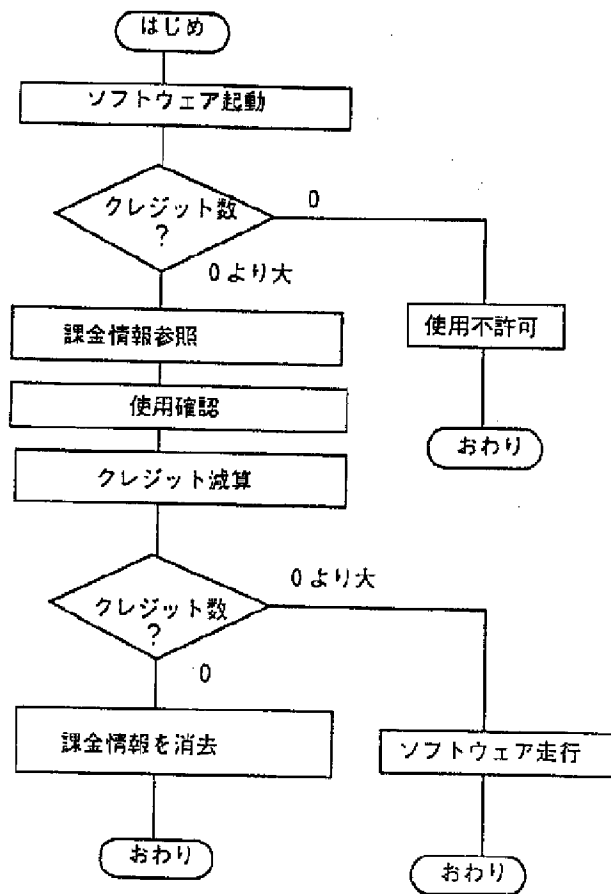 はじめ
ソフトウェア起動
クレジット数
?
0
0より大
課金情報参照
使用不許可
使用確認
おわり
クレジット減算
0より大
クレジット数
?
0
課金情報を消去
ソフトウェア走行
おわり
おわり